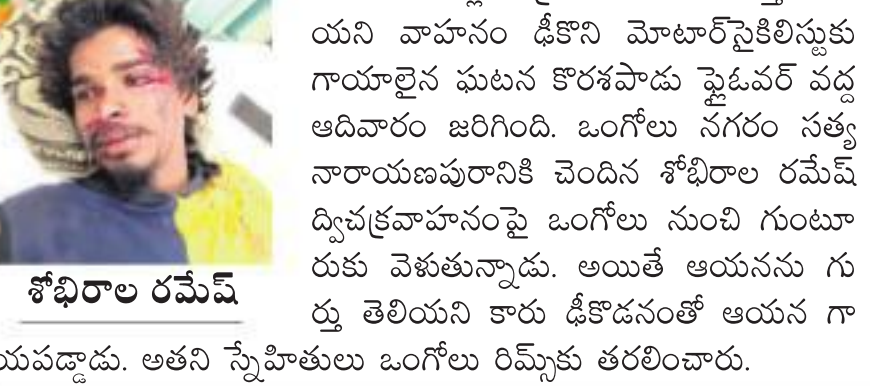 యని వాహనం ఢీకొని మోటార్‌సైకిలిస్టుకు
గాయాలైన ఘటన కొరశపాడు ఫ్లైఓవర్ వద్ద
ఆదివారం జరిగింది. ఒంగోలు నగరం సత్య
నారాయణపురానికి చెందిన శోభిరాల రమేష్
ద్విచక్రవాహనంపై ఒంగోలు నుంచి గుంటూ
రుకు వెళుతున్నాడు. అయితే ఆయనను గు
ర్తు తెలియని కారు ఢీకొడనంతో ఆయన గా
యపడ్డాడు. అతని స్నేహితులు ఒంగోలు రిమ్స్‌కు తరలించారు.
శోభిరాల రమేష్